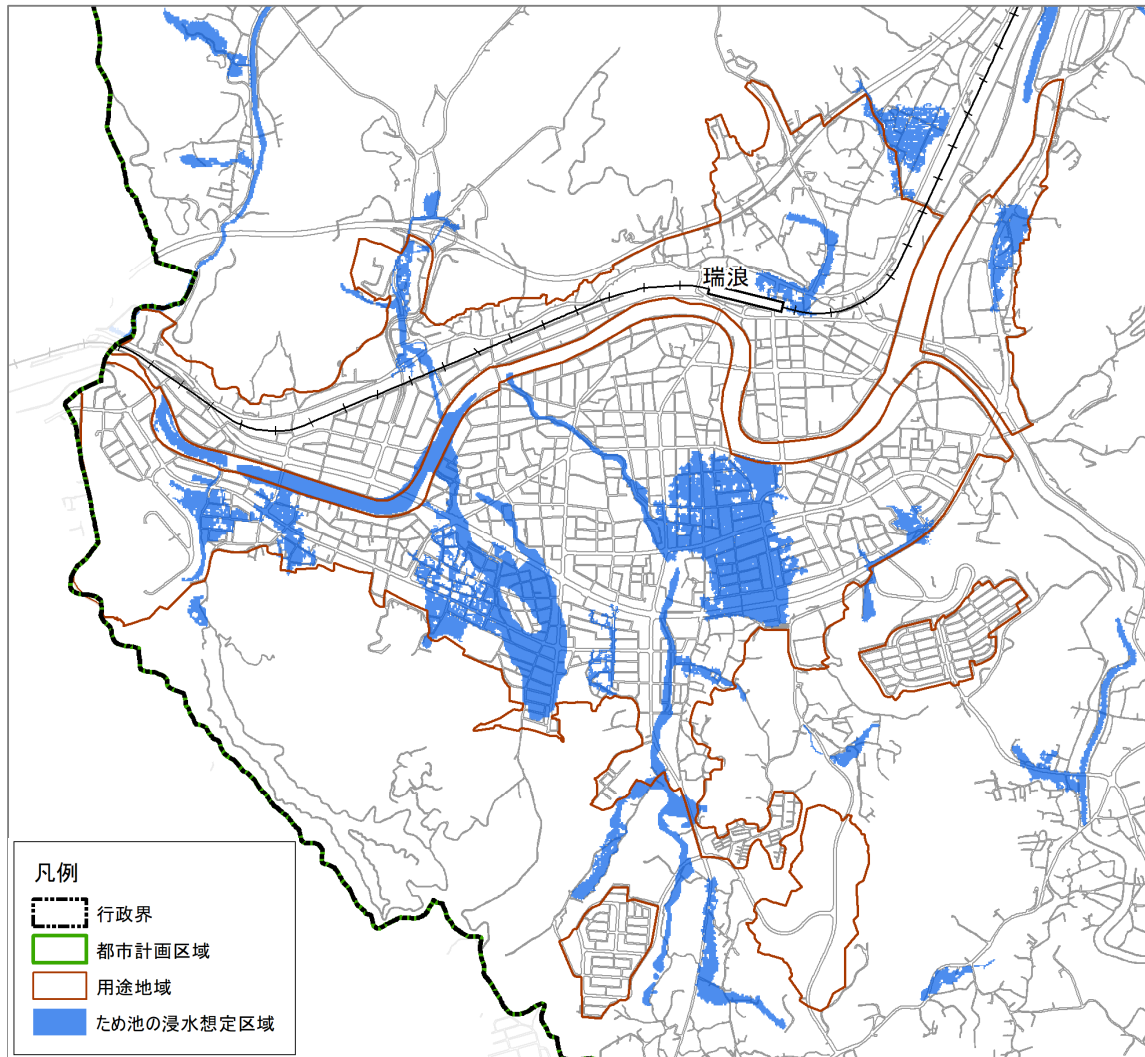 瑞浪
凡例
行政界
都市計画区域
用途地域
ため池の浸水想定区域